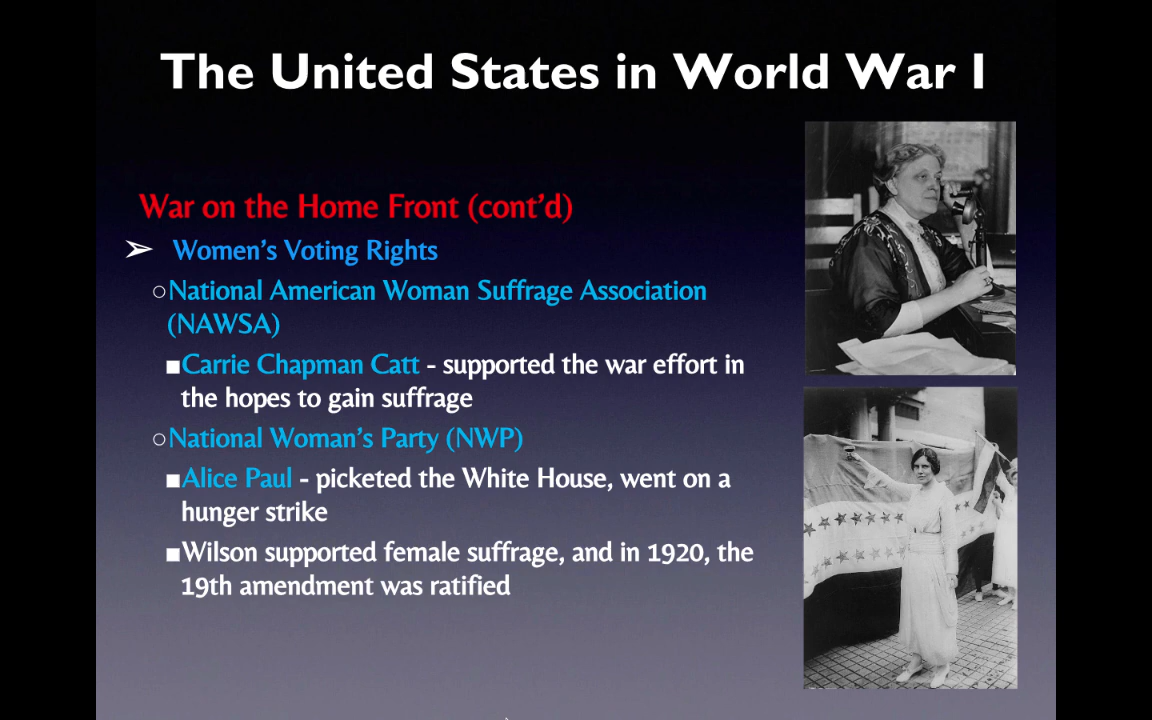 The United States in World War I
War on the Home Front (cont’d)
➢ Women’s Voting Rights
○National American Woman Suffrage Association
(NAWSA)
■Carrie Chapman Catt - supported the war effort in
the hopes to gain suffrage
○National Woman’s Party (NWP)
■Alice Paul - picketed the White House, went on a
hunger strike
■Wilson supported female suffrage, and in 1920, the
19th amendment was ratified